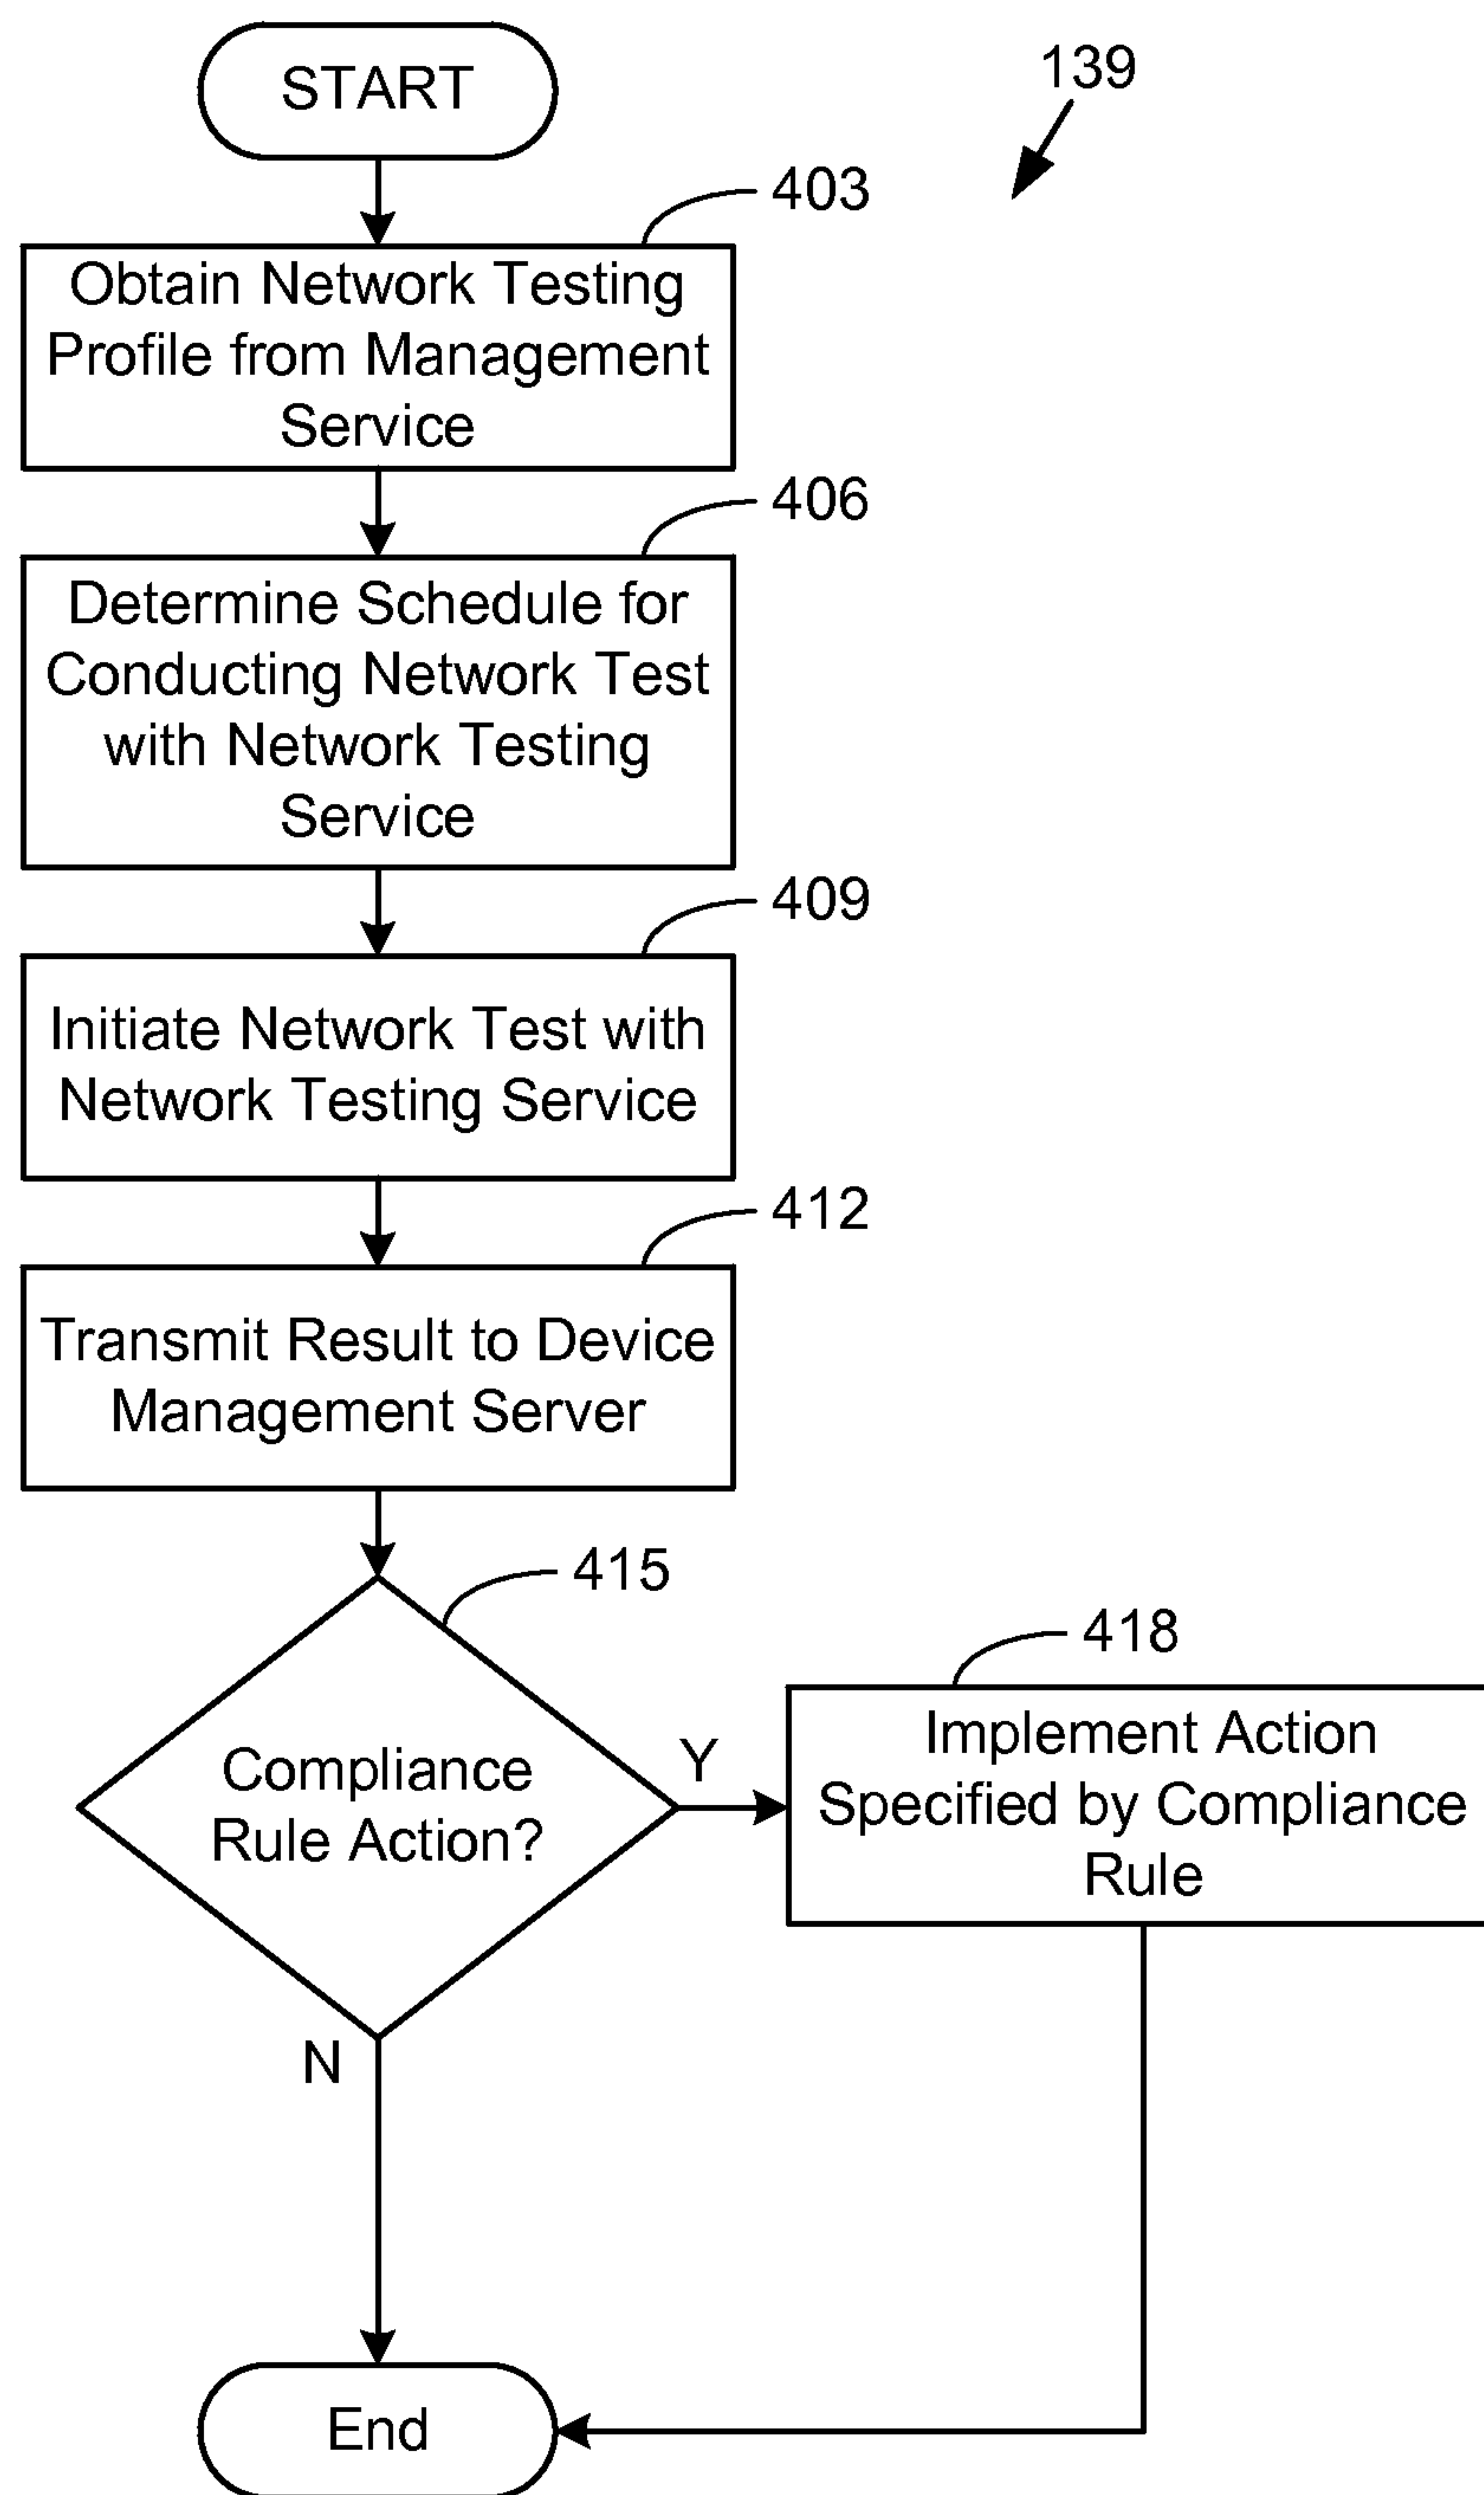 START
139
403
Obtain Network Testing
Profile from Management
Service
406
Determine Schedule for
Conducting Network Test
with Network Testing
Service
409
Initiate Network Test with
Network Testing Service
412
Transmit Result to Device
Management Server
415
Compliance
Rule Action?
Y
418
Implement Action
Specified by Compliance
Rule
N
End